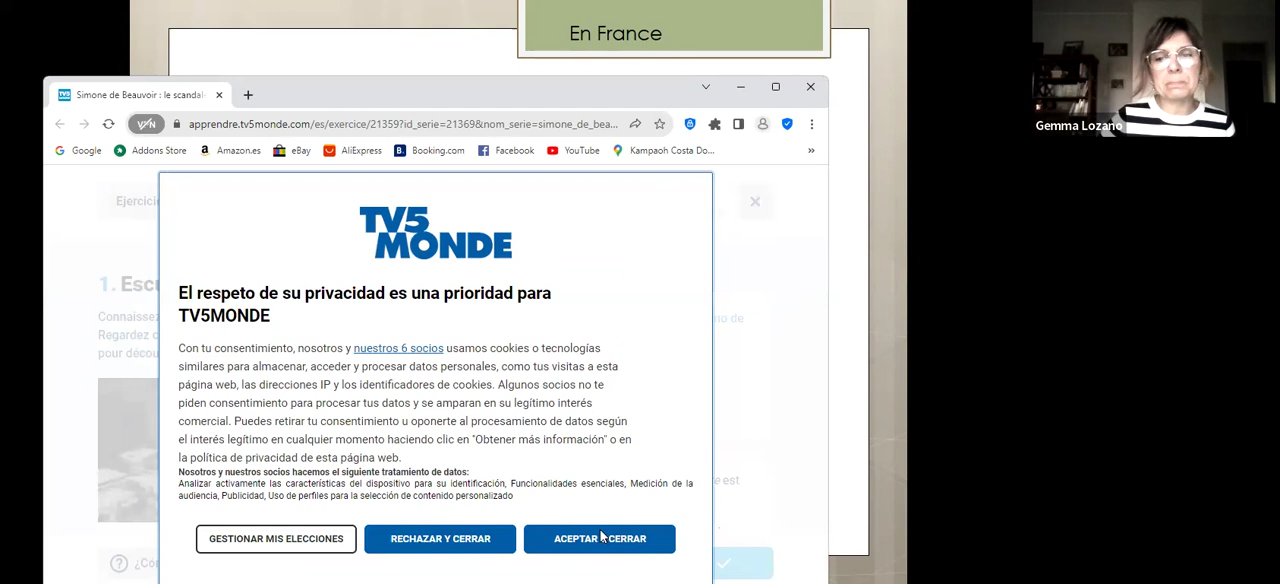 En France
Gemma Lozano
Simone de Beauvoir : le scandal
apprendre.tv5monde.com/es/exercice/21359?id_serie=21369&nom_serie=simone_de_bea...
Google Addons Store Amazon.es eBay AliExpress Booking.com Facebook YouTube Kampaoh Costa Do... »
Ejercici
TV5
MONDE
El respeto de su privacidad es una prioridad para
TV5MONDE
1. Escu
Connaissez
no de
Regardez
pour décou
Con tu consentimiento, nosotros y nuestros 6 socios usamos cookies o tecnologías
similares para almacenar, acceder y procesar datos personales, como tus visitas a esta
página web, las direcciones IP y los identificadores de cookies. Algunos socios no te
piden consentimiento para procesar tus datos y se amparan en su legítimo interés
comercial. Puedes retirar tu consentimiento u oponerte al procesamiento de datos según
el interés legítimo en cualquier momento haciendo clic en "Obtener más información" o en
la política de privacidad de esta página web.
Nosotros y nuestros socios hacemos el siguiente tratamiento de datos:
Analizar activamente las características del dispositivo para su identificación, Funcionalidades esenciales, Medición de la
audiencia, Publicidad, Uso de perfiles para la selección de contenido personalizado
est
GESTIONAR MIS ELECCIONES RECHAZAR Y CERRAR ACEPTAR CERRAR
¿Co